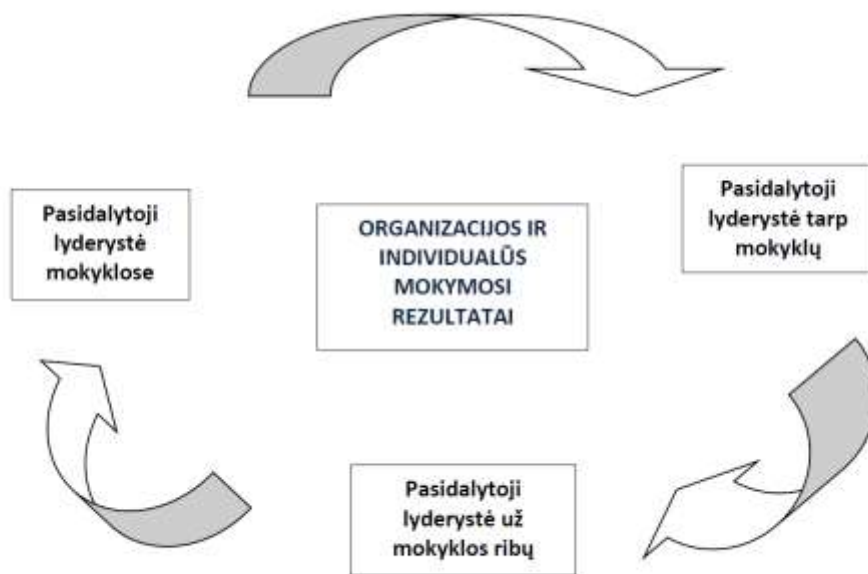 Pasidalytoji
lyderystė
mokyklose
ORGANIZACIJOS IR
INDIVIDUALŪS
MOKYMOSI
REZULTATAI
Pasidalytoji
lyderystė tarp
mokyklų
Pasidalytoji
lyderystė už
mokyklos ribų